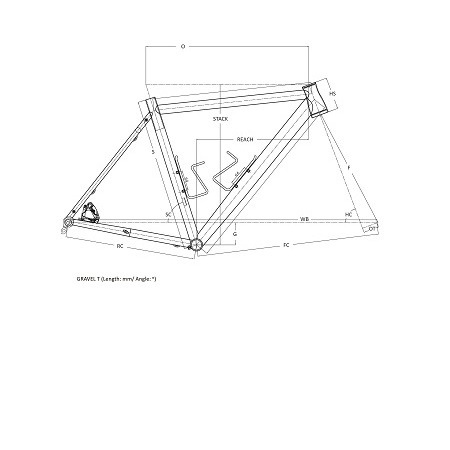 O
HS
STACK
REACH
S
F
SC
HC
WB
OT
G
RC
FC
GRAVEL T (Length: mm/ Angle: °)